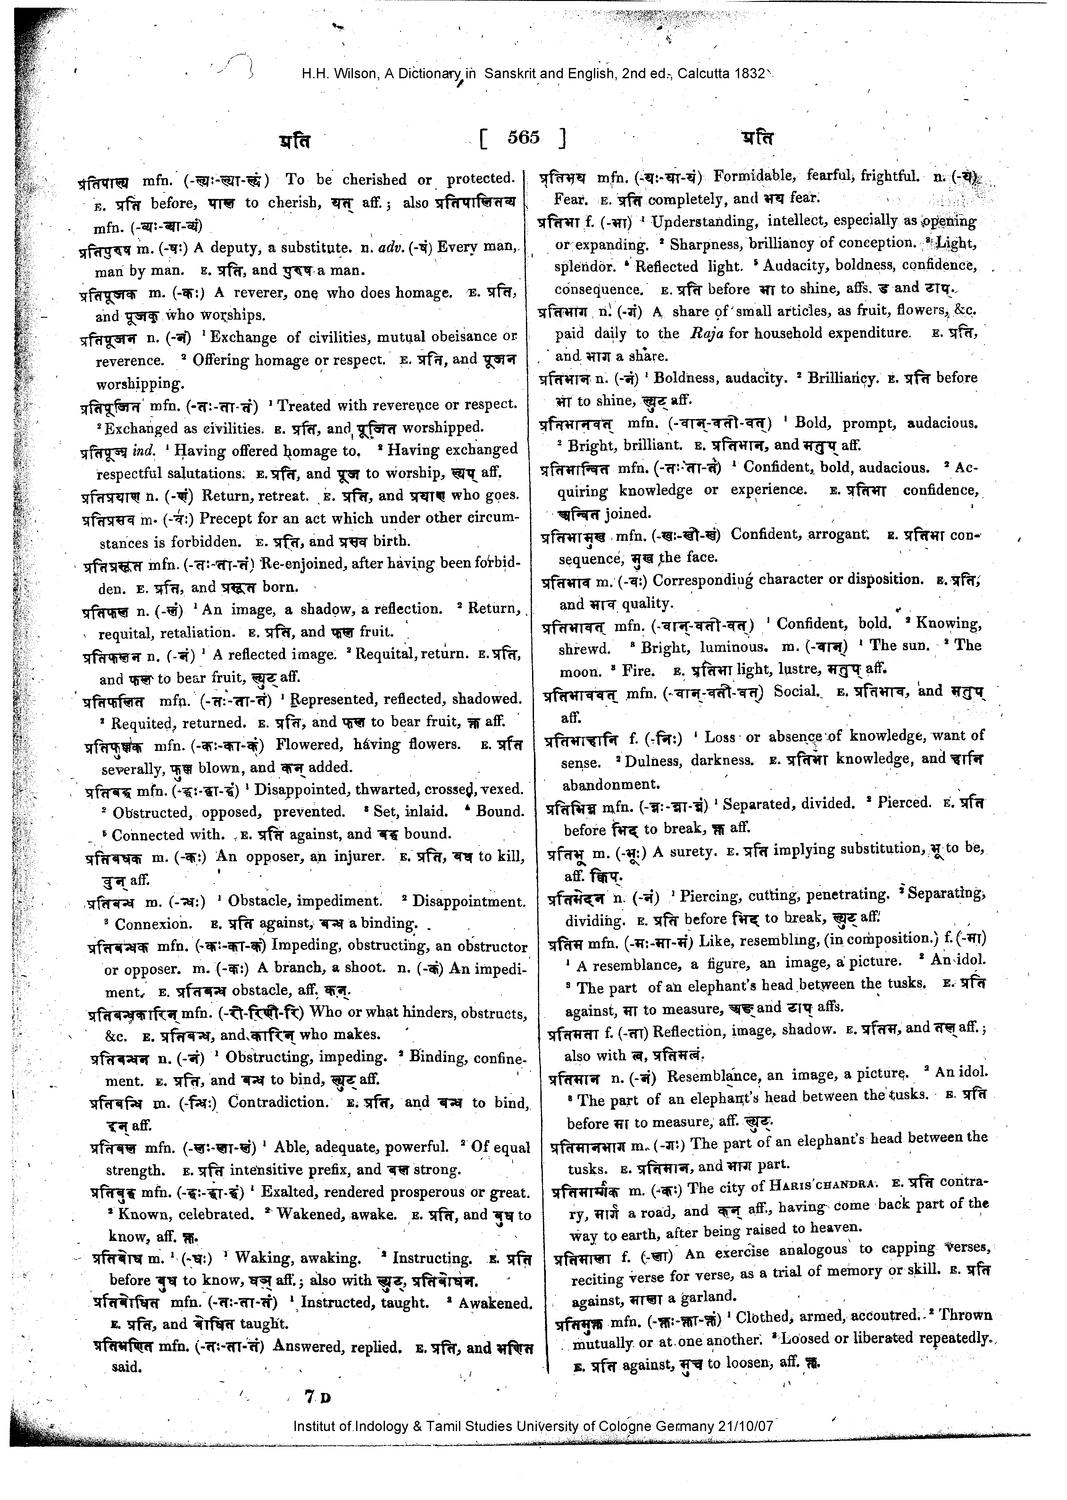 H.H. Wilson, A Dictionary in Sanskrit and English, 2nd ed., Calcutta 1832
प्रति [ 565 ] प्रति
प्रतिपाल्य mfn. (-ल्यः-ल्या-ल्यं) To be cherished or protected.
E. प्रति before, पाल to cherish, यत् aff.; also प्रतिपालितव्य
mfn. (-व्यः-व्या-व्यं)
प्रतिपुरुष m. (-षः) A deputy, a substitute. n. adv. (-षं) Every man,
man by man. E. प्रति, and पुरुष a man.
प्रतिपूजक m. (-कः) A reverer, one who does homage. E. प्रति,
and पूजक who worships.
प्रतिपूजन n. (-नं) ¹ Exchange of civilities, mutual obeisance or
reverence. ² Offering homage or respect. E. प्रति, and पूजन
worshipping.
प्रतिपूजित mfn. (-तः-ता-तं) ¹ Treated with reverence or respect.
² Exchanged as civilities. E. प्रति, and पूजित worshipped.
प्रतिपूज्य ind. ¹ Having offered homage to. ² Having exchanged
respectful salutations. E. प्रति, and पूज to worship, ल्यप् aff.
प्रतिप्रयाण n. (-णं) Return, retreat. E. प्रति, and प्रयाण who goes.
प्रतिप्रसव m. (-वः) Precept for an act which under other circum-
stances is forbidden. E. प्रति, and प्रसव birth.
प्रतिप्रसूत mfn. (-तः-ता-तं) Re-enjoined, after having been forbid-
den. E. प्रति, and प्रसूत born.
प्रतिफल n. (-लं) ¹ An image, a shadow, a reflection. ² Return,
requital, retaliation. E. प्रति, and फल fruit.
प्रतिफलन n. (-नं) ¹ A reflected image. ² Requital, return. E. प्रति,
and फल to bear fruit, ल्युट् aff.
प्रतिफलित mfn. (-तः-ता-तं) ¹ Represented, reflected, shadowed.
² Requited, returned. E. प्रति, and फल to bear fruit, क्त aff.
प्रतिफुल्लक mfn. (-कः-का-कं) Flowered, having flowers. E. प्रति
severally, फुल्ल blown, and कन् added.
प्रतिबद्ध mfn. (-द्धः-द्धा-द्धं) ¹ Disappointed, thwarted, crossed, vexed.
² Obstructed, opposed, prevented. ³ Set, inlaid. ⁴ Bound.
⁵ Connected with. E. प्रति against, and बद्ध bound.
प्रतिबधक m. (-कः) An opposer, an injurer. E. प्रति, बध to kill,
वुन् aff.
प्रतिबन्ध m. (-न्धः) ¹ Obstacle, impediment. ² Disappointment.
³ Connexion. E. प्रति against, बन्ध a binding.
प्रतिबन्धक mfn. (-कः-का-कं) Impeding, obstructing, an obstructor
or opposer. m. (-कः) A branch, a shoot. n. (-कं) An impedi-
ment. E. प्रतिबन्ध obstacle, aff. कन्.
प्रतिबन्धकारिन् mfn. (-री-रिणी-रि) Who or what hinders, obstructs,
&c. E. प्रतिबन्ध, and कारिन् who makes.
प्रतिबन्धन n. (-नं) ¹ Obstructing, impeding. ² Binding, confine-
ment. E. प्रति, and बन्ध to bind, ल्युट् aff.
प्रतिबन्धि m. (-न्धिः) Contradiction. E. प्रति, and बन्ध to bind,
इन् aff.
प्रतिबल mfn. (-लः-ला-लं) ¹ Able, adequate, powerful. ² Of equal
strength. E. प्रति intensitive prefix, and बल strong.
प्रतिबुद्ध mfn. (-द्धः-द्धा-द्धं) ¹ Exalted, rendered prosperous or great.
² Known, celebrated. ² Wakened, awake. E. प्रति, and बुध to
know, aff. क्त.
प्रतिबोध m. (-धः) ¹ Waking, awaking. ² Instructing. E. प्रति
before बुध to know, घञ् aff.; also with ल्युट्, प्रतिबोधन.
प्रतिबोधित mfn. (-तः-ता-तं) ¹ Instructed, taught. ² Awakened.
E. प्रति, and बोधित taught.
प्रतिभणित mfn. (-तः-ता-तं) Answered, replied. E. प्रति, and भणित
said.
प्रतिभय mfn. (-यः-या-यं) Formidable, fearful, frightful. n. (-यं)
Fear. E. प्रति completely, and भय fear.
प्रतिभा f. (-भा) ¹ Understanding, intellect, especially as opening
or expanding. ² Sharpness, brilliancy of conception. ³ Light,
splendor. ⁴ Reflected light. ⁵ Audacity, boldness, confidence,
consequence. E. प्रति before भा to shine, affs. ड and टाप्.
प्रतिभाग n. (-गं) A share of small articles, as fruit, flowers, &c.
paid daily to the Raja for household expenditure. E. प्रति,
and भाग a share.
प्रतिभान n. (-नं) ¹ Boldness, audacity. ² Brilliancy. E. प्रति before
भा to shine, ल्युट् aff.
प्रतिभानवत् mfn. (-वान्-वती-वत्) ¹ Bold, prompt, audacious.
² Bright, brilliant. E. प्रतिभान, and मतुप् aff.
प्रतिभान्वित mfn. (-तः-ता-तं) ¹ Confident, bold, audacious. ² Ac-
quiring knowledge or experience. E. प्रतिभा confidence,
अन्वित joined.
प्रतिभामुख mfn. (-खः-खी-खं) Confident, arrogant. E. प्रतिभा con-
sequence, मुख the face.
प्रतिभाव m. (-वः) Corresponding character or disposition. E. प्रति,
and भाव quality.
प्रतिभावत् mfn. (-वान्-वती-वत्) ¹ Confident, bold. ² Knowing,
shrewd. ³ Bright, luminous. m. (-वान्) ¹ The sun. ² The
moon. ³ Fire. E. प्रतिभा light, lustre, मतुप् aff.
प्रतिभाववत् mfn. (-वान्-वती-वत्) Social. E. प्रतिभाव, and मतुप्
aff.
प्रतिभाहानि f. (-निः) ¹ Loss or absence of knowledge, want of
sense. ² Dulness, darkness. E. प्रतिभा knowledge, and हानि
abandonment.
प्रतिभिन्न mfn. (-न्नः-न्ना-न्नं) ¹ Separated, divided. ² Pierced. E. प्रति
before भिद् to break, क्त aff.
प्रतिभू m. (-भूः) A surety. E. प्रति implying substitution, भू to be,
aff. क्विप्.
प्रतिभेदन n. (-नं) ¹ Piercing, cutting, penetrating. ² Separating,
dividing. E. प्रति before भिद् to break, ल्युट् aff.
प्रतिम mfn. (-मः-मा-मं) Like, resembling, (in composition.) f. (-मा)
¹ A resemblance, a figure, an image, a picture. ² An idol.
³ The part of an elephant's head between the tusks. E. प्रति
against, मा to measure, अङ् and टाप् affs.
प्रतिमता f. (-ता) Reflection, image, shadow. E. प्रतिम, and तल् aff.;
also with त्व, प्रतिमत्वं.
प्रतिमान n. (-नं) Resemblance, an image, a picture. ² An idol.
³ The part of an elephant's head between the tusks. E. प्रति
before मा to measure, aff. ल्युट्.
प्रतिमानभाग m. (-गः) The part of an elephant's head between the
tusks. E. प्रतिमान, and भाग part.
प्रतिमार्गक m. (-कः) The city of HARIS'CHANDRA. E. प्रति contra-
ry, मार्ग a road, and कन् aff., having come back part of the
way to earth, after being raised to heaven.
प्रतिमाला f. (-ला) An exercise analogous to capping verses,
reciting verse for verse, as a trial of memory or skill. E. प्रति
against, माला a garland.
प्रतिमुक्त mfn. (-क्तः-क्ता-क्तं) ¹ Clothed, armed, accoutred. ² Thrown
mutually or at one another. ³ Loosed or liberated repeatedly.
E. प्रति against, मुच to loosen, aff. क्त.
7 D
Institut of Indology & Tamil Studies University of Cologne Germany 21/10/07